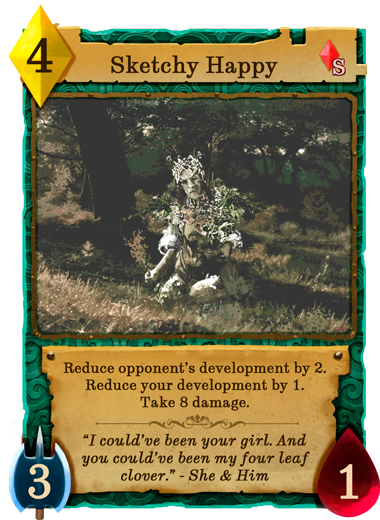 4
Sketchy Happy
S
Reduce opponent's development by 2.
Reduce your development by 1.
Take 8 damage.
"I could've been your girl. And
you could've been my four leaf
clover." - She & Him
3
1